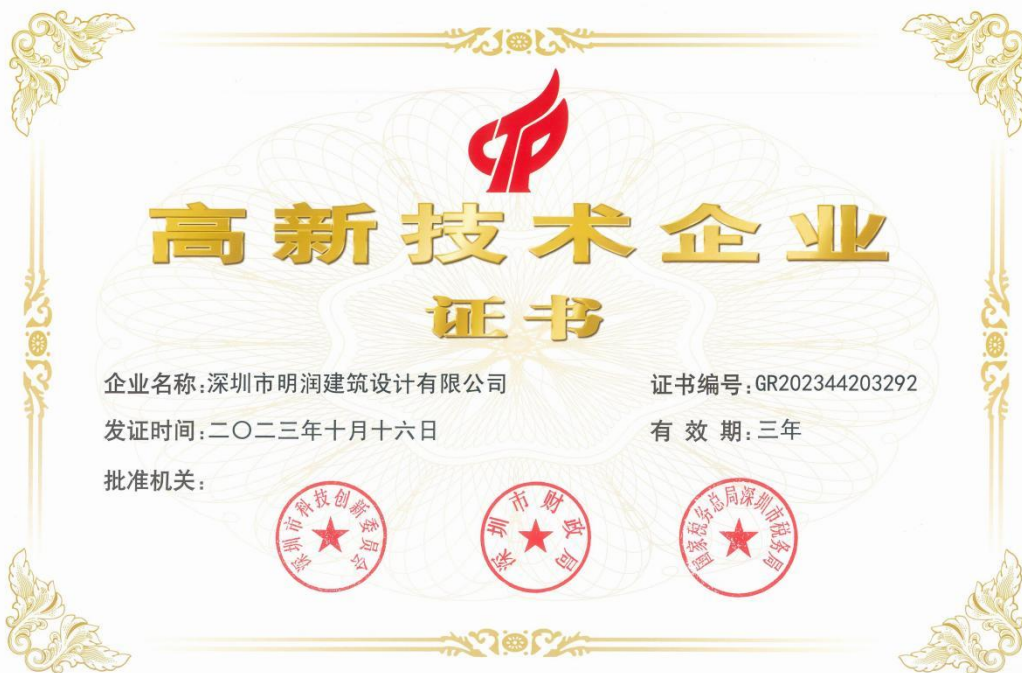 高新技术企业
证书
企业名称:深圳市明润建筑设计有限公司
证书编号:GR202344203292
发证时间:二〇二三年十月十六日
有 效 期:三年
批准机关:
深圳市科技创新委员会
深圳市财政局
国家税务总局深圳市税务局